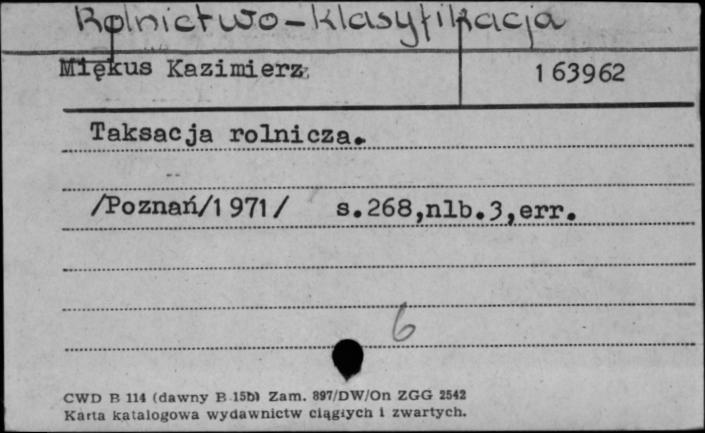 Rolnictwo-klasyfikacja
Miękus Kazimierz
163962
Taksacja rolnicza.
/Poznań/1971/ s.268,nlb.3,err.
6
CWD B 114 (dawny B 15b) Zam. 897/DW/On ZGG 2542
Karta katalogowa wydawnictw ciągłych i zwartych.